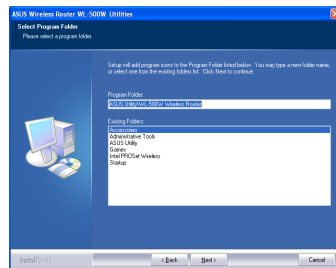 ASUS Wireless Router WL-500W Utilities
Select Program Folder
Please select a program folder.
Setup will add program icons to the Program Folder listed below. You may type a new folder name,
or select one from the existing folders list. Click Next to continue.
Program Folder:
ASUS Utility\WL-500W Wireless Router
Existing Folders:
Accessories
Administrative Tools
ASUS Utility
Games
Intel PROSet Wireless
Startup
InstallShield
< Back
Next >
Cancel